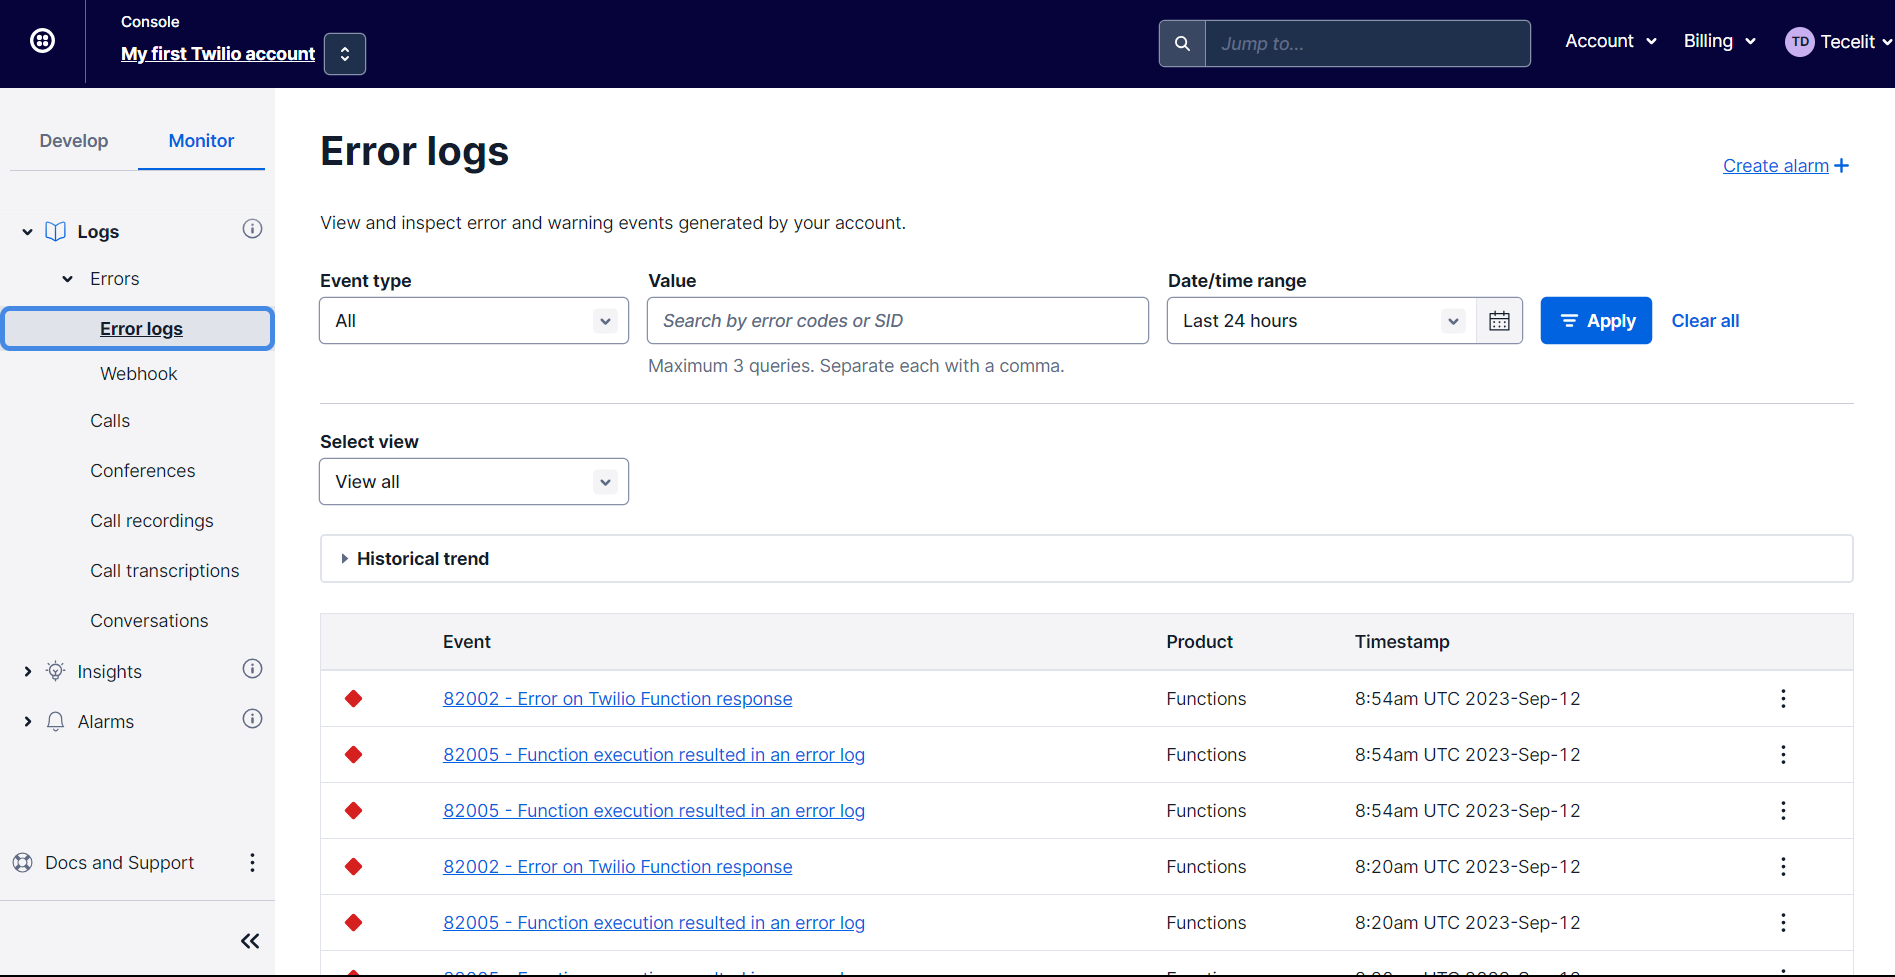 Console
My first Twilio account
Jump to...
Account
Billing
TD
Tecelit
Develop
Monitor
Logs
Errors
Error logs
Webhook
Calls
Conferences
Call recordings
Call transcriptions
Conversations
Insights
Alarms
Docs and Support
Error logs
Create alarm +
View and inspect error and warning events generated by your account.
Event type
Value
Date/time range
All
Search by error codes or SID
Last 24 hours
Apply
Clear all
Maximum 3 queries. Separate each with a comma.
Select view
View all
Historical trend
Event Product Timestamp
82002 - Error on Twilio Function response Functions 8:54am UTC 2023-Sep-12
82005 - Function execution resulted in an error log Functions 8:54am UTC 2023-Sep-12
82005 - Function execution resulted in an error log Functions 8:54am UTC 2023-Sep-12
82002 - Error on Twilio Function response Functions 8:20am UTC 2023-Sep-12
82005 - Function execution resulted in an error log Functions 8:20am UTC 2023-Sep-12